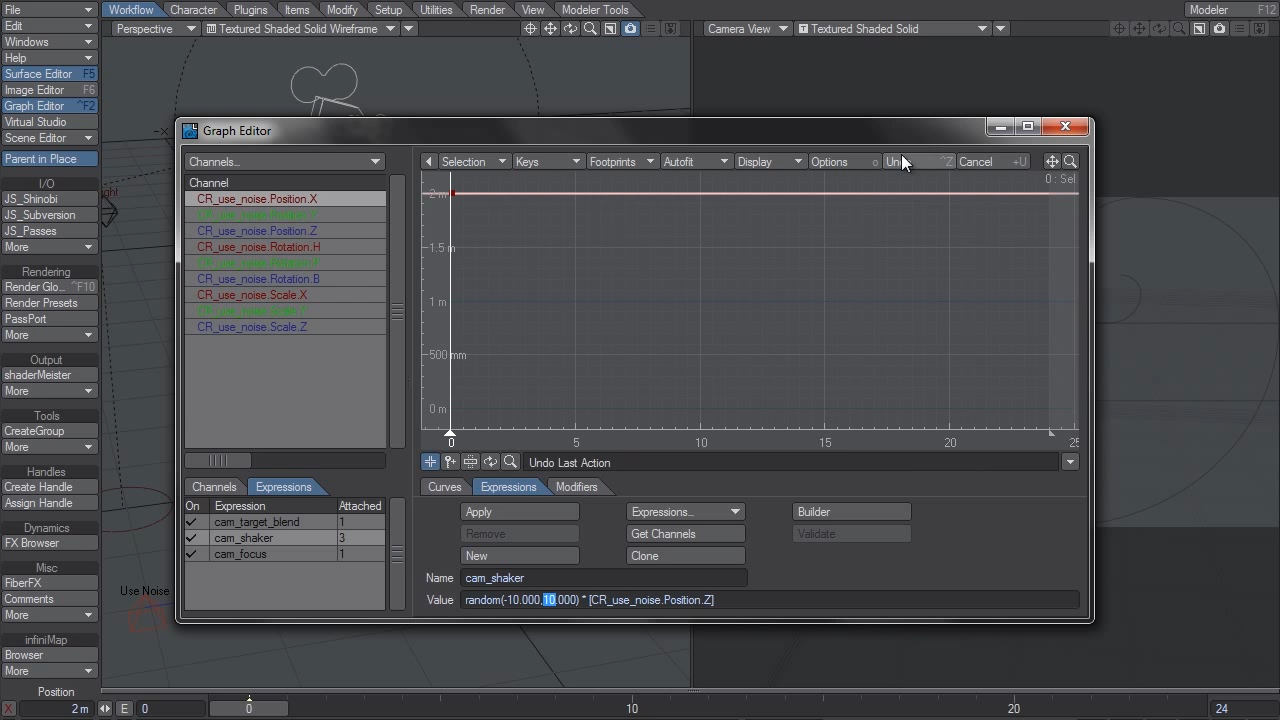 File
Workflow Character Plugins Items Modify Setup Utilities Render View Modeler Tools
Modeler F12
Edit
Perspective Textured Shaded Solid Wireframe
Camera View Textured Shaded Solid
Windows
Help
Surface Editor F5
Image Editor F6
Graph Editor ^F2
Virtual Studio
Scene Editor
Parent in Place
I/O
JS_Shinobi
JS_Subversion
JS_Passes
More
Rendering
Render Glo... ^F10
Render Presets
PassPort
More
Output
shaderMeister
More
Tools
CreateGroup
More
Handles
Create Handle
Assign Handle
Dynamics
FX Browser
Misc
FiberFX
Comments
More
infiniMap
Browser
More
Position
-X
Use Noise
Graph Editor
Channels...
Channel
CR_use_noise.Position.X
CR_use_noise.Position.Z
CR_use_noise.Rotation.H
CR_use_noise.Rotation.B
CR_use_noise.Scale.X
CR_use_noise.Scale.Z
Selection Keys Footprints Autofit Display Options o ^Z Cancel +U
0 : Sel
2 m
1.5 m
1 m
500 mm
0 m
0 5 10 15 20 25
Undo Last Action
Channels Expressions
On Expression Attached
cam_target_blend 1
cam_shaker 3
cam_focus 1
Curves Expressions Modifiers
Apply Expressions... Builder
Remove Get Channels Validate
New Clone
Name cam_shaker
Value random(-10.000,10.000) * [CR_use_noise.Position.Z]
X 2 m E 0 0 10 20 24